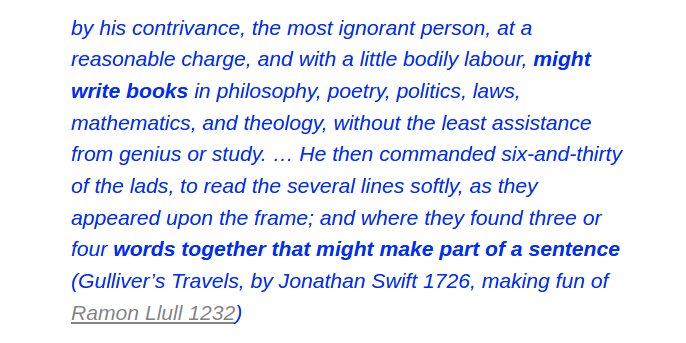 by his contrivance, the most ignorant person, at a
reasonable charge, and with a little bodily labour, might
write books in philosophy, poetry, politics, laws,
mathematics, and theology, without the least assistance
from genius or study. … He then commanded six-and-thirty
of the lads, to read the several lines softly, as they
appeared upon the frame; and where they found three or
four words together that might make part of a sentence
(Gulliver’s Travels, by Jonathan Swift 1726, making fun of
Ramon Llull 1232)